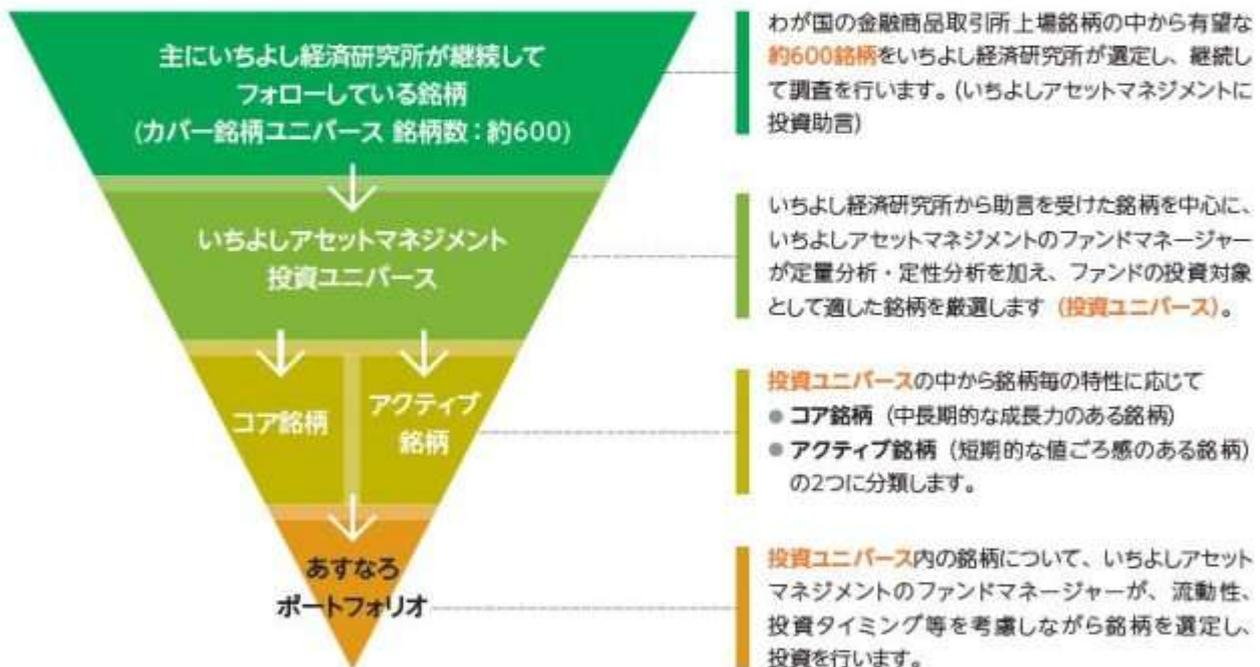 主にいちよし経済研究所が継続して
フォローしている銘柄
(カバー銘柄ユニバース 銘柄数：約600)
わが国の金融商品取引所上場銘柄の中から有望な
約600銘柄をいちよし経済研究所が選定し、継続し
て調査を行います。(いちよしアセットマネジメントに
投資助言)
いちよしアセットマネジメント
投資ユニバース
いちよし経済研究所から助言を受けた銘柄を中心に、
いちよしアセットマネジメントのファンドマネージャー
が定量分析・定性分析を加え、ファンドの投資対象
として適した銘柄を厳選します（投資ユニバース）。
コア銘柄
アクティブ
銘柄
投資ユニバースの中から銘柄毎の特性に応じて
● コア銘柄（中長期的な成長力のある銘柄）
● アクティブ銘柄（短期的な値ごろ感のある銘柄）
の2つに分類します。
あすなろ
ポートフォリオ
投資ユニバース内の銘柄について、いちよしアセット
マネジメントのファンドマネージャーが、流動性、
投資タイミング等を考慮しながら銘柄を選定し、
投資を行います。